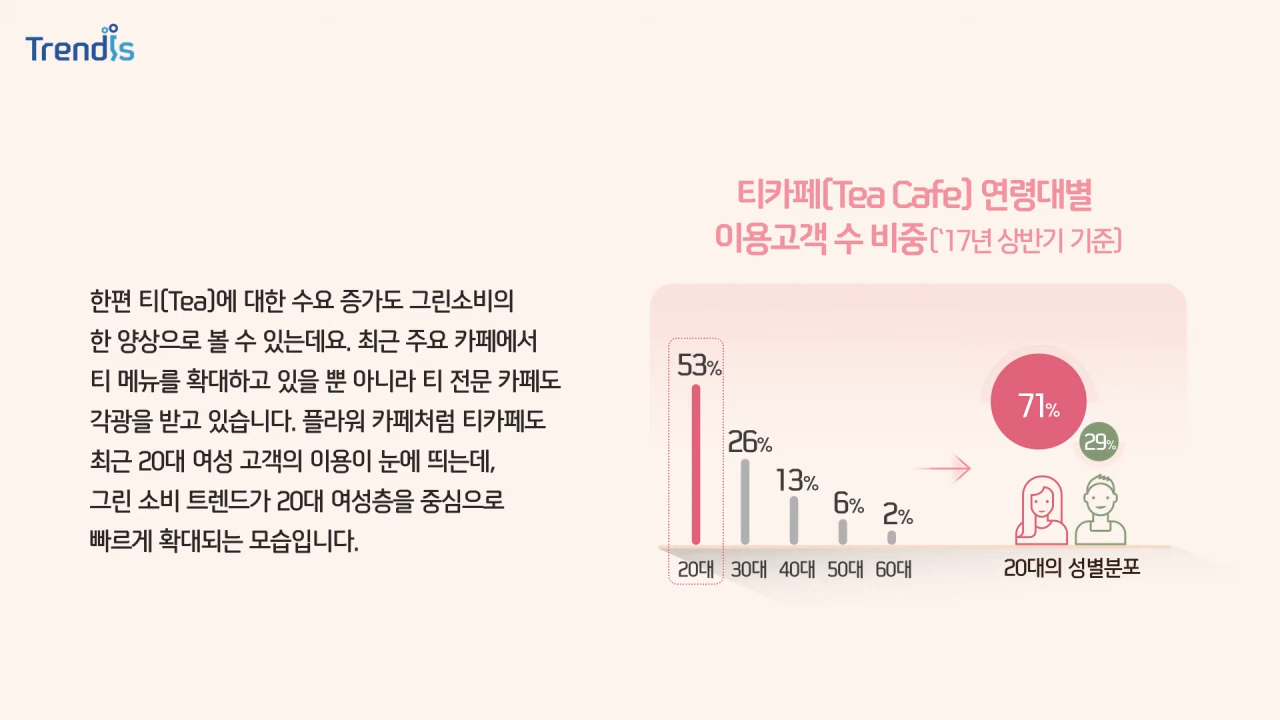 Trendis
티카페(Tea Cafe) 연령대별
이용고객 수 비중(`17년 상반기 기준)
한편 티(Tea)에 대한 수요 증가도 그린소비의
한 양상으로 볼 수 있는데요. 최근 주요 카페에서
티 메뉴를 확대하고 있을 뿐 아니라 티 전문 카페도
각광을 받고 있습니다. 플라워 카페처럼 티카페도
최근 20대 여성 고객의 이용이 눈에 띄는데,
그린 소비 트렌드가 20대 여성층을 중심으로
빠르게 확대되는 모습입니다.
53%
26%
13%
6%
2%
20대
30대
40대
50대
60대
71%
29%
20대의 성별분포